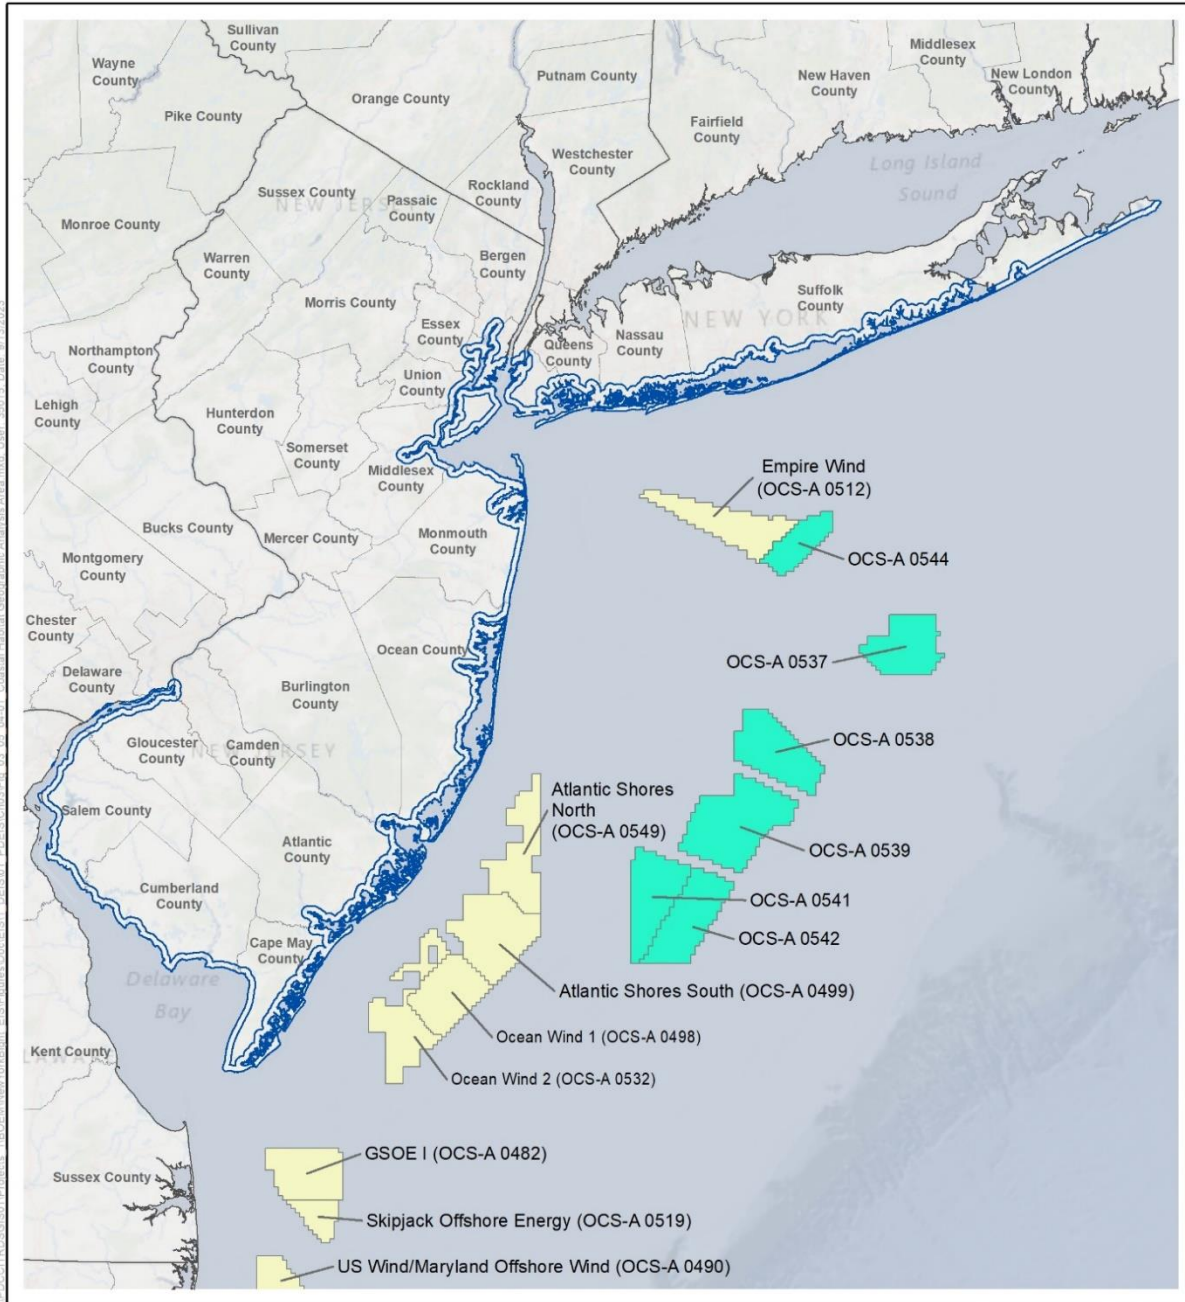 Sullivan
County
Wayne
County
Orange County
Putnam County
New Haven
County
Middlesex
County
New London
County
Pike County
Fairfield
County
Westchester
County
Long Island
Sound
Rockland
County
Sussex County
NEW JERSEY
Passaic
County
Monroe County
Warren
County
Bergen
County
Morris County
Suffolk
County
NEW YORK
Essex
County
Nassau
County
Queens
County
Northampton
County
Union
County
Lehigh
County
Hunterdon
County
Somerset
County
Middlesex
County
Empire Wind
(OCS-A 0512)
Bucks County
Mercer County
Monmouth
County
OCS-A 0544
Montgomery
County
Chester
County
Ocean County
OCS-A 0537
Delaware
County
Burlington
County
OCS-A 0538
Gloucester
County
Camden
County
NEW JERSEY
Salem County
Atlantic Shores
North
(OCS-A 0549)
Atlantic
County
OCS-A 0539
Cumberland
County
OCS-A 0541
Cape May
County
OCS-A 0542
Delaware
Bay
Atlantic Shores South (OCS-A 0499)
Ocean Wind 1 (OCS-A 0498)
Kent County
Ocean Wind 2 (OCS-A 0532)
GSOE I (OCS-A 0482)
Sussex County
Skipjack Offshore Energy (OCS-A 0519)
US Wind/Maryland Offshore Wind (OCS-A 0490)